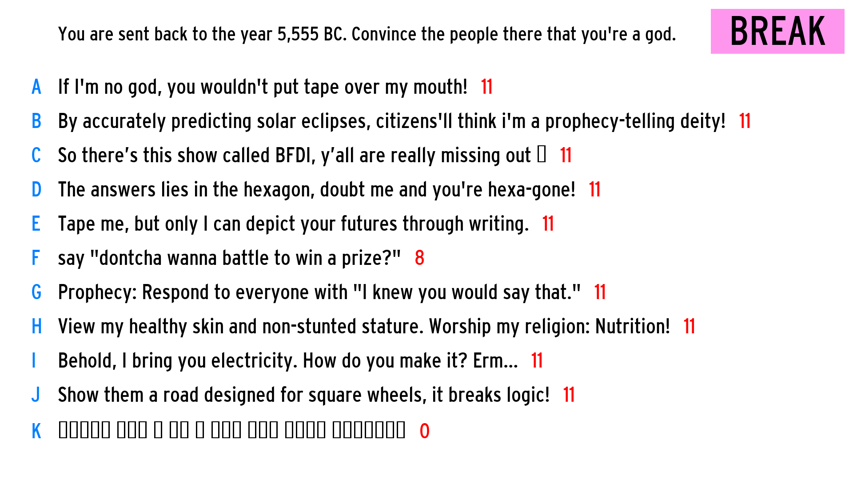 You are sent back to the year 5,555 BC. Convince the people there that you're a god.
BREAK
A If I'm no god, you wouldn't put tape over my mouth! 11
B By accurately predicting solar eclipses, citizens'll think i'm a prophecy-telling deity! 11
C So there's this show called BFDI, y'all are really missing out 11
D The answers lies in the hexagon, doubt me and you're hexa-gone! 11
E Tape me, but only I can depict your futures through writing. 11
F say "dontcha wanna battle to win a prize?" 8
G Prophecy: Respond to everyone with "I knew you would say that." 11
H View my healthy skin and non-stunted stature. Worship my religion: Nutrition! 11
I Behold, I bring you electricity. How do you make it? Erm... 11
J Show them a road designed for square wheels, it breaks logic! 11
K 0